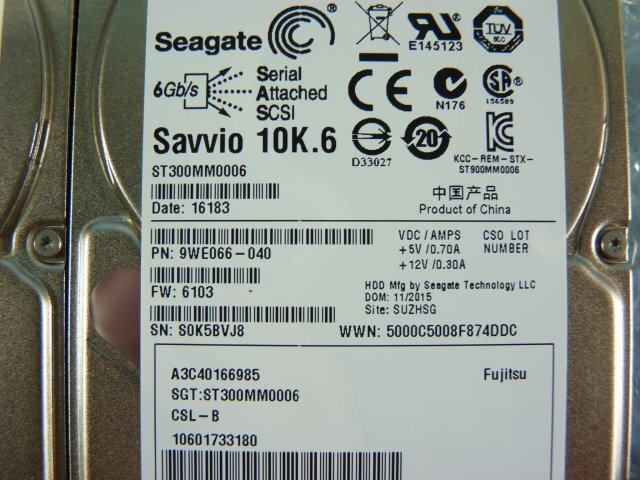 Seagate
E145123
TUV
6Gb/s
Serial
Attached
SCSI
N176
156589
Savvio 10K.6
D33027
20
KCC-REM-STX-
ST900MM0006
ST300MM0006
中国产品
Product of China
Date: 16183
VDC/AMPS
+5V/0.70A
+12V/0.30A
CSO LOT
NUMBER
PN: 9WE066-040
HDD Mfg by Seagate Technology LLC
DOM: 11/2015
Site: SUZHSG
FW: 6103
SN: S0K5BVJ8
WWN: 5000C5008F874DDC
A3C40166985
Fujitsu
SGT:ST300MM0006
CSL-B
10601733180